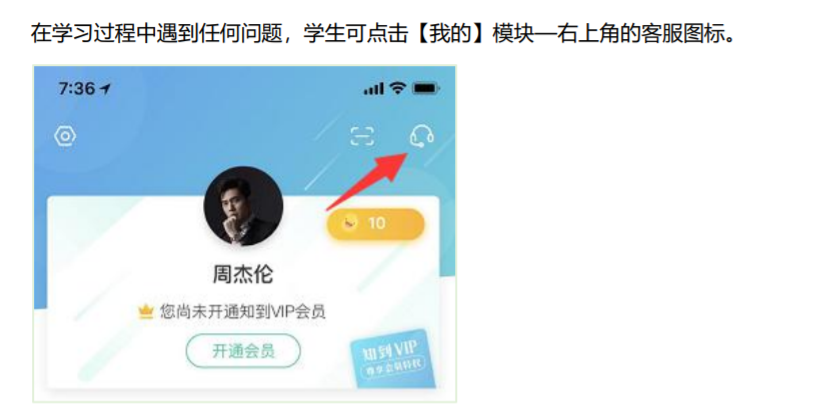 在学习过程中遇到任何问题，学生可点击【我的】模块—右上角的客服图标。
7:36
10
周杰伦
您尚未开通知到VIP会员
开通会员
知到VIP
尊享会员特权